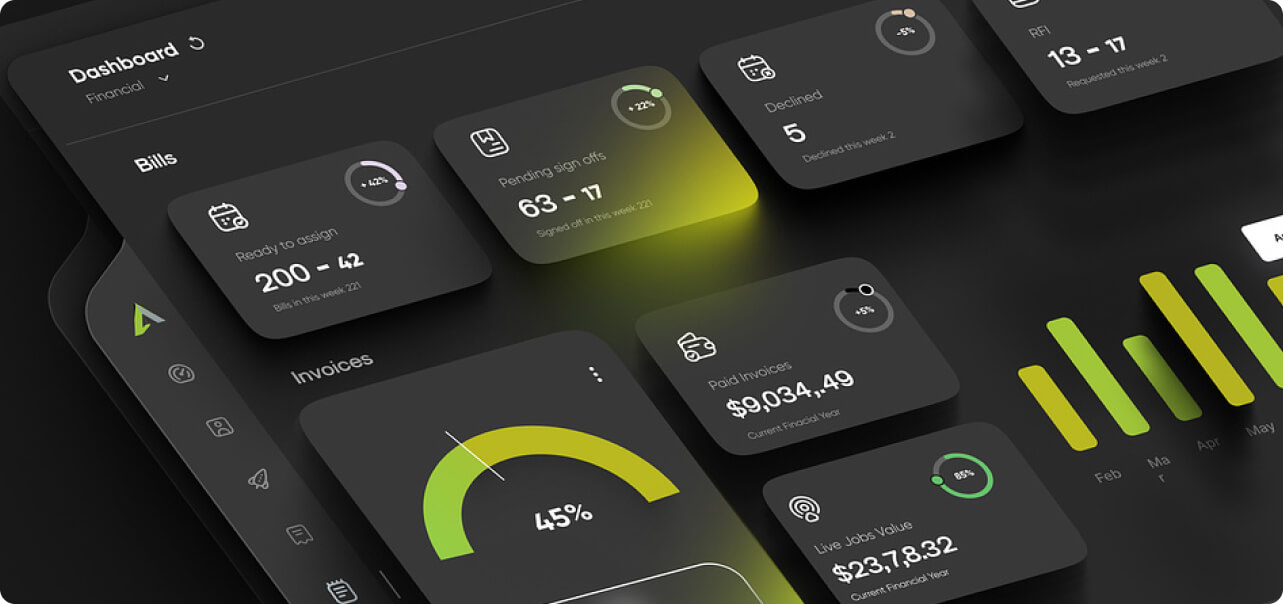 Dashboard
Financial
Bills
+ 42%
Ready to assign
200 - 42
Bills in this week 221
+ 22%
Pending sign offs
63 - 17
Signed off in this week 221
-5%
Declined
5
Declined this week 2
RFI
13 - 17
Requested this week 2
Invoices
45%
+5%
Paid Invoices
$9,034,.49
Current Finacial Year
85%
Live Jobs Value
$23,7,8.32
Current Financial Year
Feb
Ma
r
Apr
May